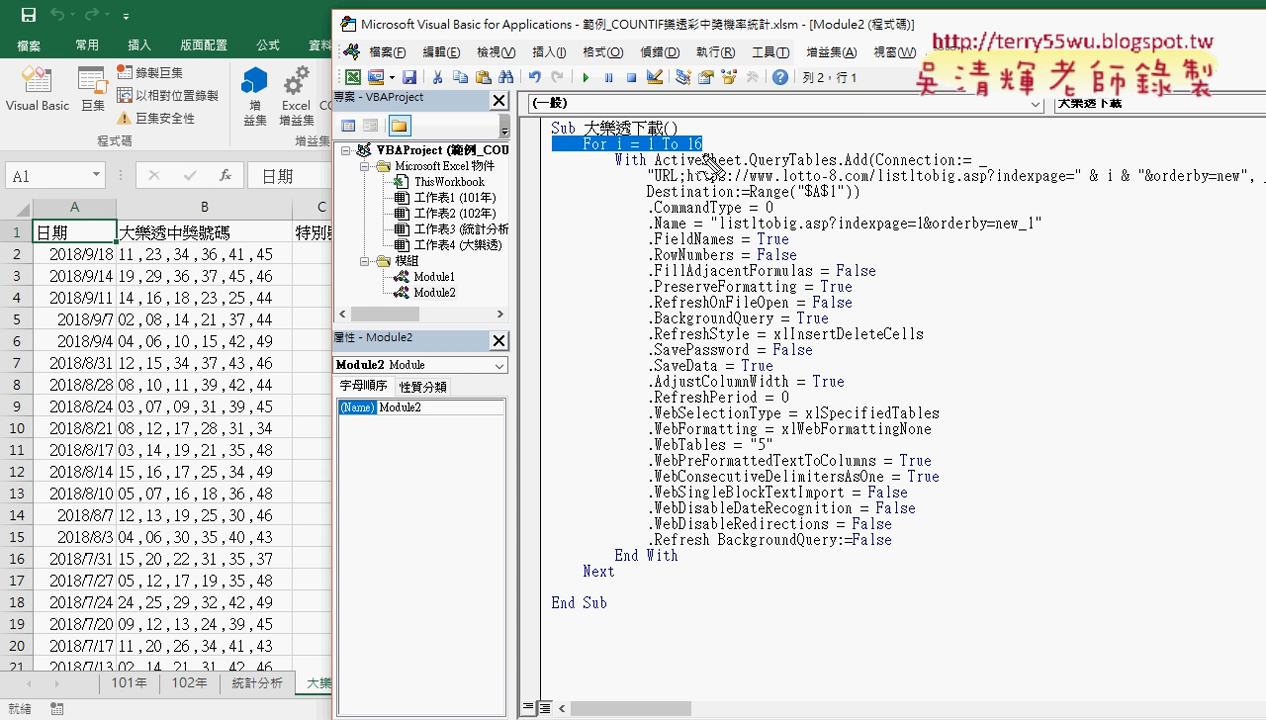 Microsoft Visual Basic for Applications - 範例_COUNTIF樂透彩中獎機率統計.xlsm - [Module2 (程式碼)]
http://terry55wu.blogspot.tw
吳清輝老師錄製
檔案 常用 插入 版面配置 公式 資料
檔案(F) 編輯(E) 檢視(V) 插入(I) 格式(O) 偵錯(D) 執行(R) 工具(T) 增益集(A) 視窗(W)
Visual Basic 巨集 錄製巨集
以相對位置錄製
巨集安全性
增益集 Excel 增益集
程式碼 增益集
列 2，行 1
專案 - VBAProject
VBAProject (範例_COU
Microsoft Excel 物件
ThisWorkbook
工作表1 (101年)
工作表2 (102年)
工作表3 (統計分析
工作表4 (大樂透)
模組
Module1
Module2
屬性 - Module2
Module2 Module
字母順序 性質分類
(Name) Module2
(一般) 大樂透下載
Sub 大樂透下載()
For i = 1 To 16
With ActiveSheet.QueryTables.Add(Connection:= _
"URL;https://www.lotto-8.com/listltobig.asp?indexpage=" & i & "&orderby=new", _
Destination:=Range("$A$1"))
.CommandType = 0
.Name = "listltobig.asp?indexpage=1&orderby=new_1"
.FieldNames = True
.RowNumbers = False
.FillAdjacentFormulas = False
.PreserveFormatting = True
.RefreshOnFileOpen = False
.BackgroundQuery = True
.RefreshStyle = xlInsertDeleteCells
.SavePassword = False
.SaveData = True
.AdjustColumnWidth = True
.RefreshPeriod = 0
.WebSelectionType = xlSpecifiedTables
.WebFormatting = xlWebFormattingNone
.WebTables = "5"
.WebPreFormattedTextToColumns = True
.WebConsecutiveDelimitersAsOne = True
.WebSingleBlockTextImport = False
.WebDisableDateRecognition = False
.WebDisableRedirections = False
.Refresh BackgroundQuery:=False
End With
Next
End Sub
A1 fx 日期
A B C
1 日期 大樂透中獎號碼 特別
2 2018/9/18 11 , 23 , 34 , 36 , 41 , 45
3 2018/9/14 19 , 29 , 36 , 37 , 45 , 46
4 2018/9/11 14 , 16 , 18 , 23 , 25 , 44
5 2018/9/7 02 , 08 , 14 , 21 , 37 , 44
6 2018/9/4 04 , 06 , 10 , 15 , 42 , 49
7 2018/8/31 12 , 15 , 34 , 37 , 43 , 46
8 2018/8/28 08 , 10 , 11 , 39 , 42 , 44
9 2018/8/24 03 , 07 , 09 , 31 , 39 , 45
10 2018/8/21 08 , 12 , 17 , 28 , 31 , 34
11 2018/8/17 03 , 14 , 19 , 21 , 35 , 48
12 2018/8/14 15 , 16 , 17 , 25 , 34 , 49
13 2018/8/10 05 , 07 , 16 , 18 , 36 , 48
14 2018/8/7 12 , 13 , 19 , 25 , 30 , 46
15 2018/8/3 04 , 06 , 30 , 35 , 40 , 43
16 2018/7/31 15 , 20 , 22 , 31 , 35 , 37
17 2018/7/27 05 , 12 , 17 , 19 , 35 , 48
18 2018/7/24 24 , 25 , 29 , 32 , 42 , 49
19 2018/7/20 09 , 12 , 13 , 24 , 39 , 45
20 2018/7/17 11 , 20 , 26 , 34 , 41 , 43
21 2018/7/13 02 , 14 , 21 , 31 , 42 , 46
101年 102年 統計分析 大樂
就緒